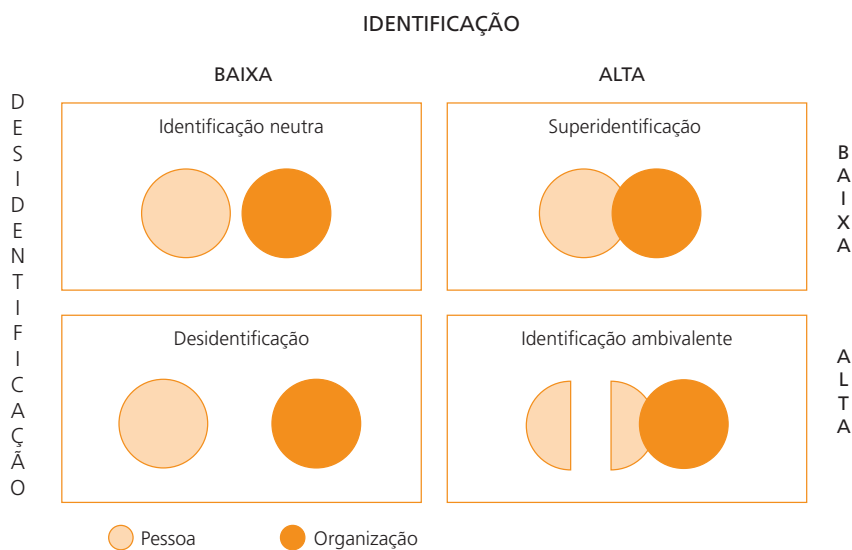 IDENTIFICAÇÃO
BAIXA
ALTA
DESIDENTIFICAÇÃO
Identificação neutra
Superidentificação
BAIXA
Desidentificação
Identificação ambivalente
ALTA
Pessoa
Organização